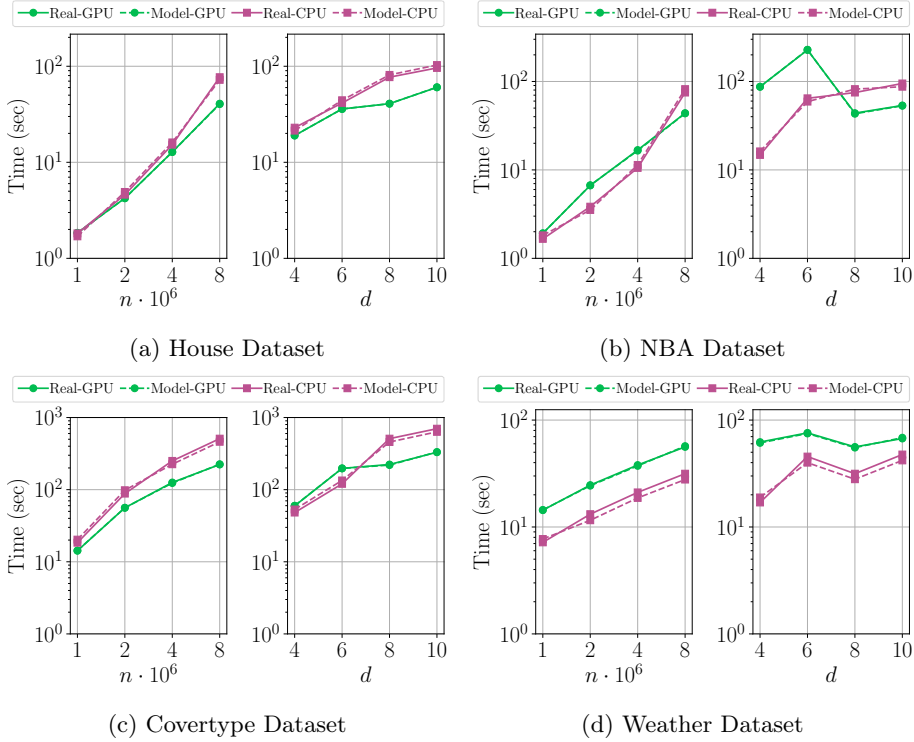 Real-GPU Model-GPU Real-CPU Model-CPU
Real-GPU Model-GPU Real-CPU Model-CPU
Time (sec)
10^2
10^1
10^0
1 2 4 8
n · 10^6
10^2
10^1
10^0
4 6 8 10
d
Time (sec)
10^2
10^1
10^0
1 2 4 8
n · 10^6
10^2
10^1
10^0
4 6 8 10
d
(a) House Dataset
(b) NBA Dataset
Real-GPU Model-GPU Real-CPU Model-CPU
Real-GPU Model-GPU Real-CPU Model-CPU
Time (sec)
10^3
10^2
10^1
10^0
1 2 4 8
n · 10^6
10^3
10^2
10^1
10^0
4 6 8 10
d
Time (sec)
10^2
10^1
10^0
1 2 4 8
n · 10^6
10^2
10^1
10^0
4 6 8 10
d
(c) Covertype Dataset
(d) Weather Dataset